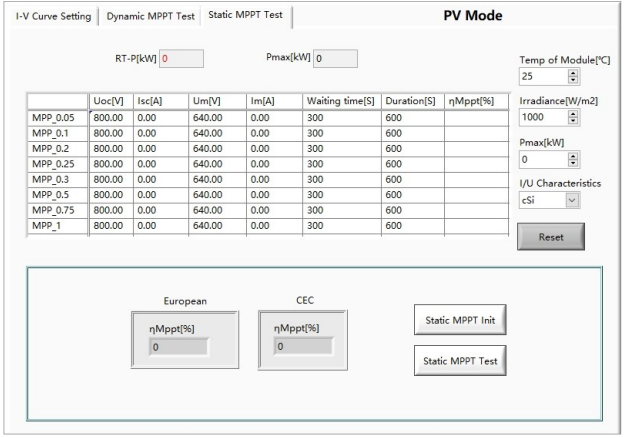 I-V Curve Setting Dynamic MPPT Test Static MPPT Test PV Mode
RT-P[kW] 0 Pmax[kW] 0
Temp of Module[℃]
25
Uoc[V] Isc[A] Um[V] Im[A] Waiting time[S] Duration[S] ηMppt[%]
MPP_0.05 800.00 0.00 640.00 0.00 300 600
MPP_0.1 800.00 0.00 640.00 0.00 300 600
MPP_0.2 800.00 0.00 640.00 0.00 300 600
MPP_0.25 800.00 0.00 640.00 0.00 300 600
MPP_0.3 800.00 0.00 640.00 0.00 300 600
MPP_0.5 800.00 0.00 640.00 0.00 300 600
MPP_0.75 800.00 0.00 640.00 0.00 300 600
MPP_1 800.00 0.00 640.00 0.00 300 600
Irradiance[W/m2]
1000
Pmax[kW]
0
I/U Characteristics
cSi
Reset
European CEC
ηMppt[%] ηMppt[%]
0 0
Static MPPT Init
Static MPPT Test